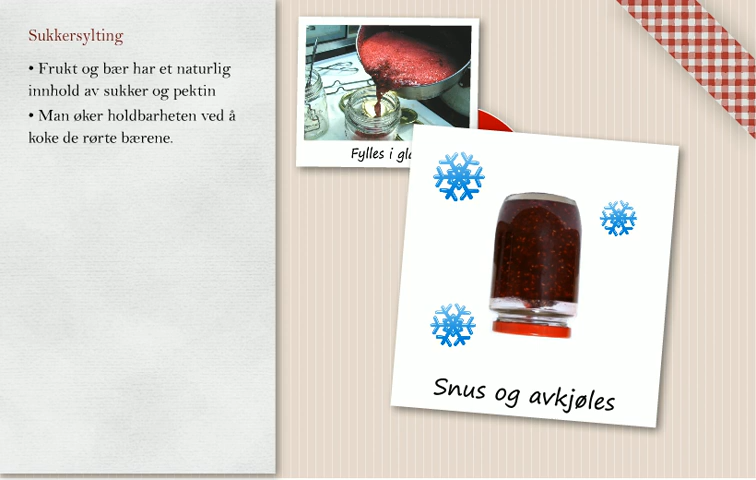 Sukkersylting
• Frukt og bær har et naturlig
innhold av sukker og pektin
• Man øker holdbarheten ved å
koke de rørte bærene.
Fylles i
Snus og avkjøles